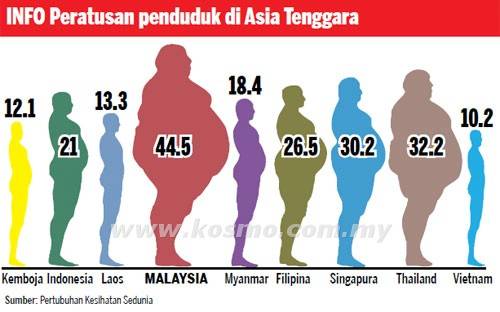 INFO Peratusan penduduk di Asia Tenggara
12.1
21
13.3
44.5
18.4
26.5
30.2
32.2
10.2
www.kosmo.com.my
Kemboja Indonesia Laos MALAYSIA Myanmar Filipina Singapura Thailand Vietnam
Sumber: Pertubuhan Kesihatan Sedunia